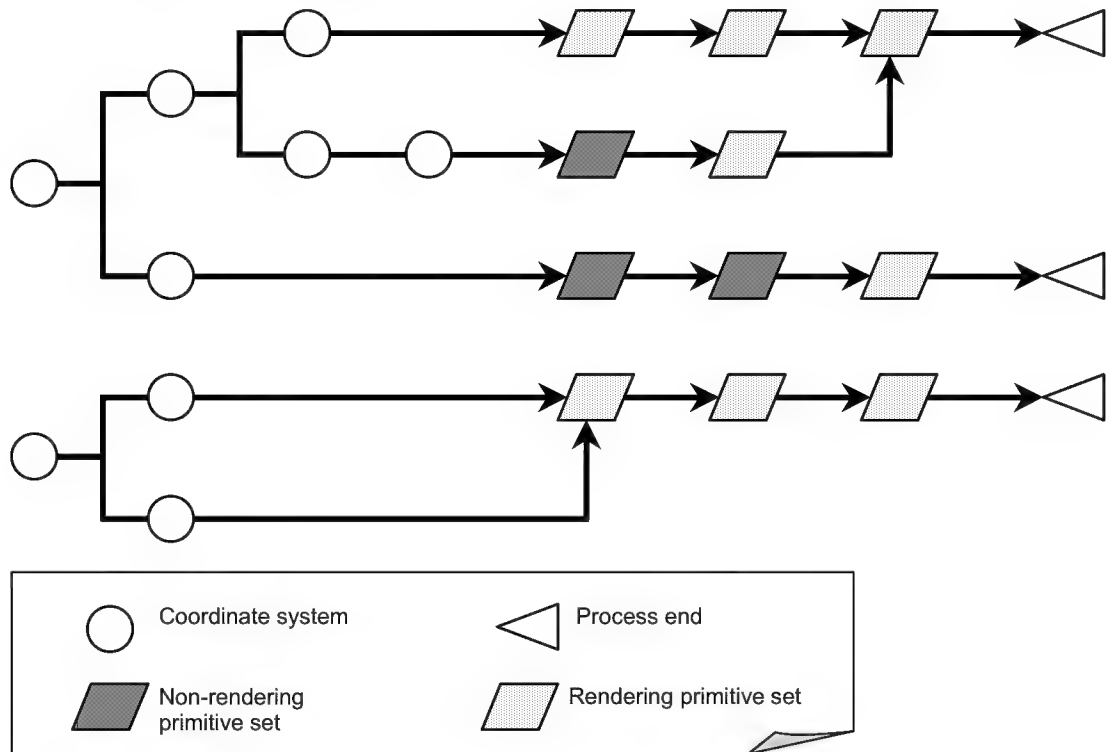 Coordinate system
Process end
Non-rendering
primitive set
Rendering primitive set